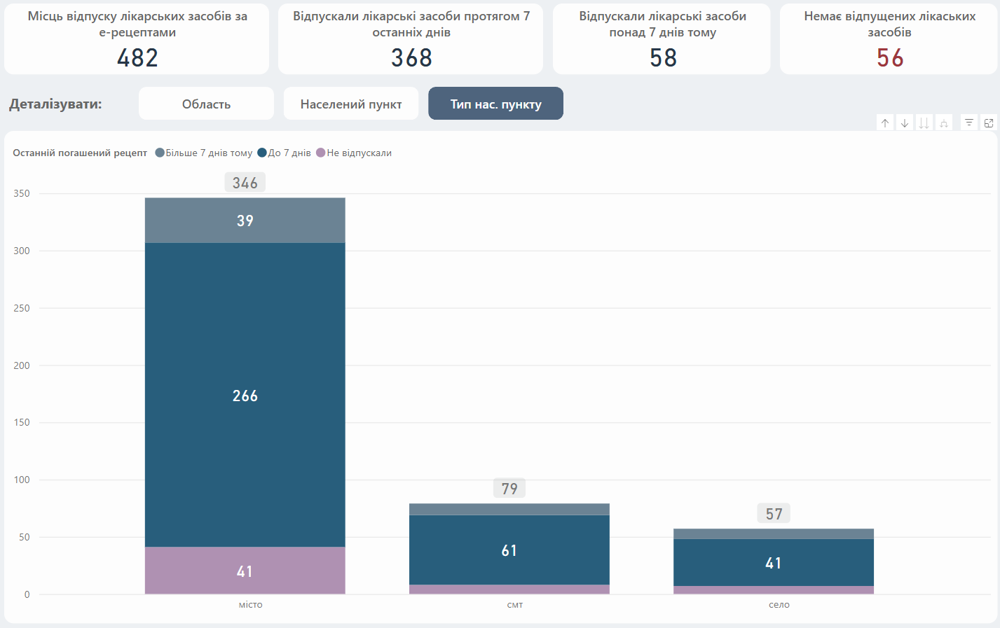 Місць відпуску лікарських засобів за
е-рецептами
482
Відпускали лікарські засоби протягом 7
останніх днів
368
Відпускали лікарські засоби
понад 7 днів тому
58
Немає відпущених лікаських
засобів
56
Деталізувати:
Область
Населений пункт
Тип нас. пункту
Останній погашений рецепт
Більше 7 днів тому
До 7 днів
Не відпускали
350
300
250
200
150
100
50
0
346
39
266
41
79
61
57
41
місто
смт
село